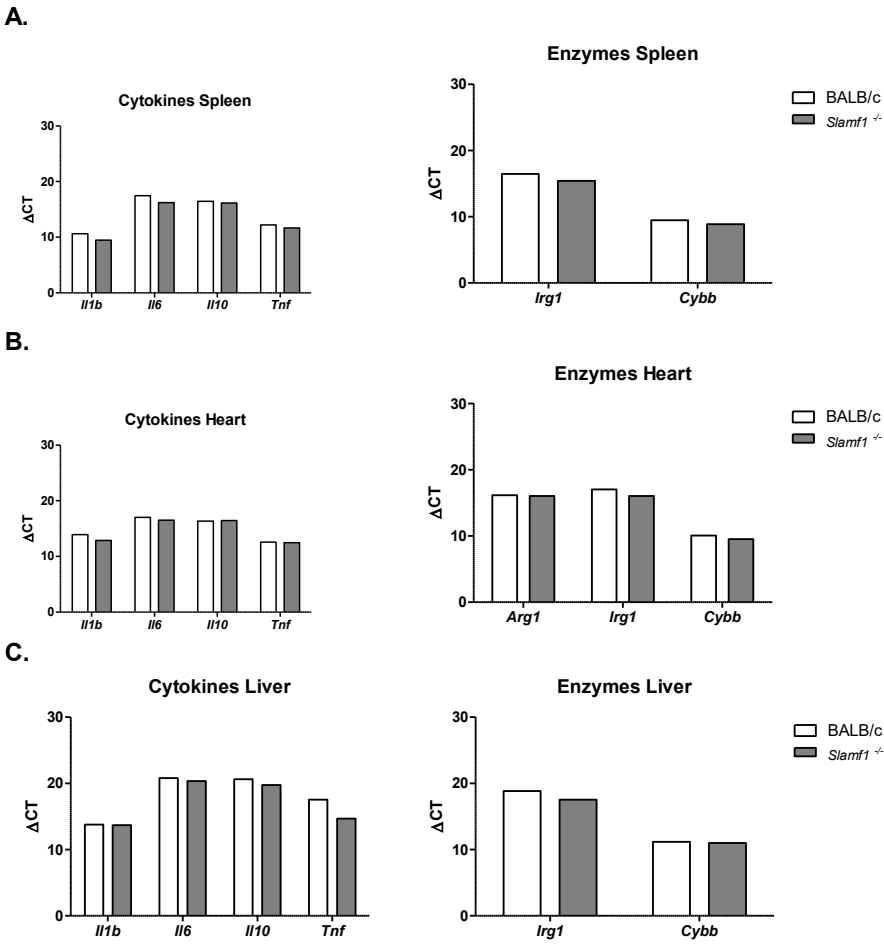 A.
Cytokines Spleen
30
20
10
0
ΔCT
Il1b Il6 Il10 Tnf
Enzymes Spleen
30
20
10
0
ΔCT
Irg1 Cybb
BALB/c
Slamf1 -/-
B.
Cytokines Heart
30
20
10
0
ΔCT
Il1b Il6 Il10 Tnf
Enzymes Heart
30
20
10
0
ΔCT
Arg1 Irg1 Cybb
BALB/c
Slamf1 -/-
C.
Cytokines Liver
30
20
10
0
ΔCT
Il1b Il6 Il10 Tnf
Enzymes Liver
30
20
10
0
ΔCT
Irg1 Cybb
BALB/c
Slamf1 -/-